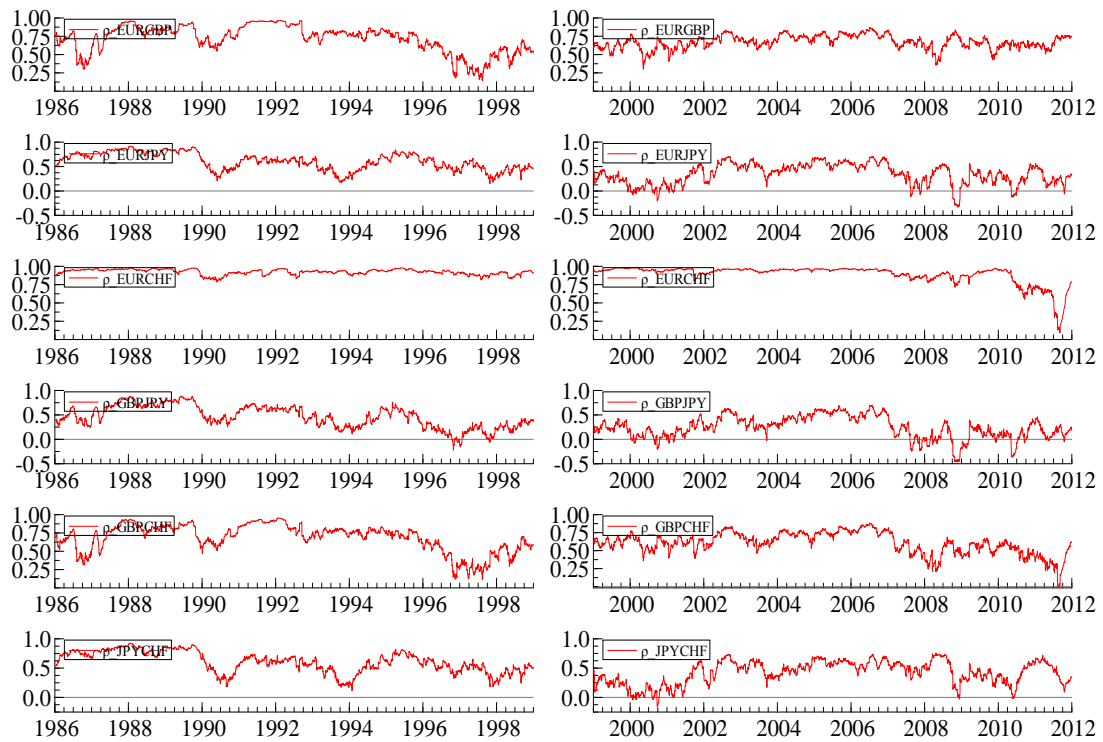 1.00 ρ_EURGBP
0.75
0.50
0.25
1986 1988 1990 1992 1994 1996 1998
1.00 ρ_EURGBP
0.75
0.50
0.25
2000 2002 2004 2006 2008 2010 2012
1.0 ρ_EURJPY
0.5
0.0
-0.5
1986 1988 1990 1992 1994 1996 1998
1.0 ρ_EURJPY
0.5
0.0
-0.5
2000 2002 2004 2006 2008 2010 2012
1.00 ρ_EURCHF
0.75
0.50
0.25
1986 1988 1990 1992 1994 1996 1998
1.00 ρ_EURCHF
0.75
0.50
0.25
2000 2002 2004 2006 2008 2010 2012
1.0 ρ_GBPJPY
0.5
0.0
-0.5
1986 1988 1990 1992 1994 1996 1998
1.0 ρ_GBPJPY
0.5
0.0
-0.5
2000 2002 2004 2006 2008 2010 2012
1.00 ρ_GBPCHF
0.75
0.50
0.25
1986 1988 1990 1992 1994 1996 1998
1.00 ρ_GBPCHF
0.75
0.50
0.25
2000 2002 2004 2006 2008 2010 2012
1.0 ρ_JPYCHF
0.5
0.0
1986 1988 1990 1992 1994 1996 1998
1.0 ρ_JPYCHF
0.5
0.0
2000 2002 2004 2006 2008 2010 2012